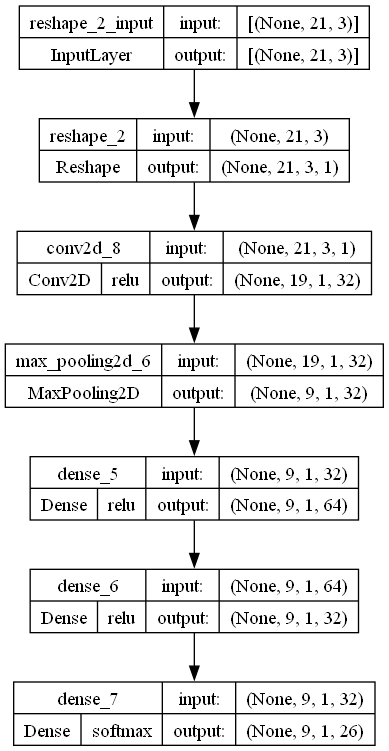 reshape_2_input input: [(None, 21, 3)]
InputLayer output: [(None, 21, 3)]
reshape_2 input: (None, 21, 3)
Reshape output: (None, 21, 3, 1)
conv2d_8 input: (None, 21, 3, 1)
Conv2D relu output: (None, 19, 1, 32)
max_pooling2d_6 input: (None, 19, 1, 32)
MaxPooling2D output: (None, 9, 1, 32)
dense_5 input: (None, 9, 1, 32)
Dense relu output: (None, 9, 1, 64)
dense_6 input: (None, 9, 1, 64)
Dense relu output: (None, 9, 1, 32)
dense_7 input: (None, 9, 1, 32)
Dense softmax output: (None, 9, 1, 26)